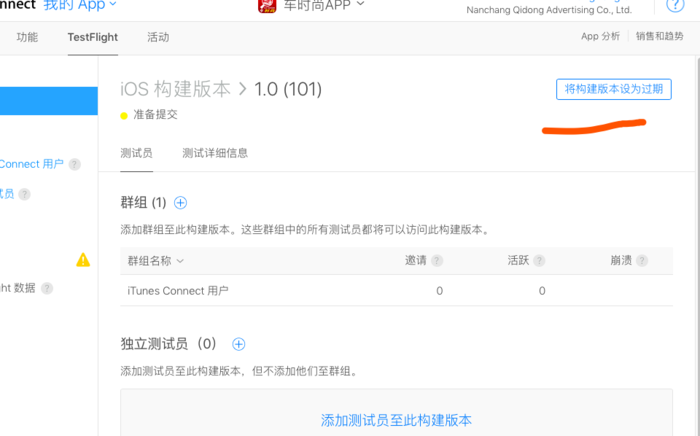 onnect 我的 App
车时尚APP
Nanchang Qidong Advertising Co., Ltd.
?
功能 TestFlight 活动 App 分析 销售和趋势
iOS 构建版本 > 1.0 (101)
将构建版本设为过期
准备提交
测试员 测试详细信息
Connect 用户 ?
员 ?
群组 (1)
添加群组至此构建版本。这些群组中的所有测试员都将可以访问此构建版本。
群组名称 邀请 ? 活跃 ? 崩溃 ?
ght 数据 ?
iTunes Connect 用户 0 0
独立测试员（0）
添加测试员至此构建版本，但不添加他们至群组。
添加测试员至此构建版本